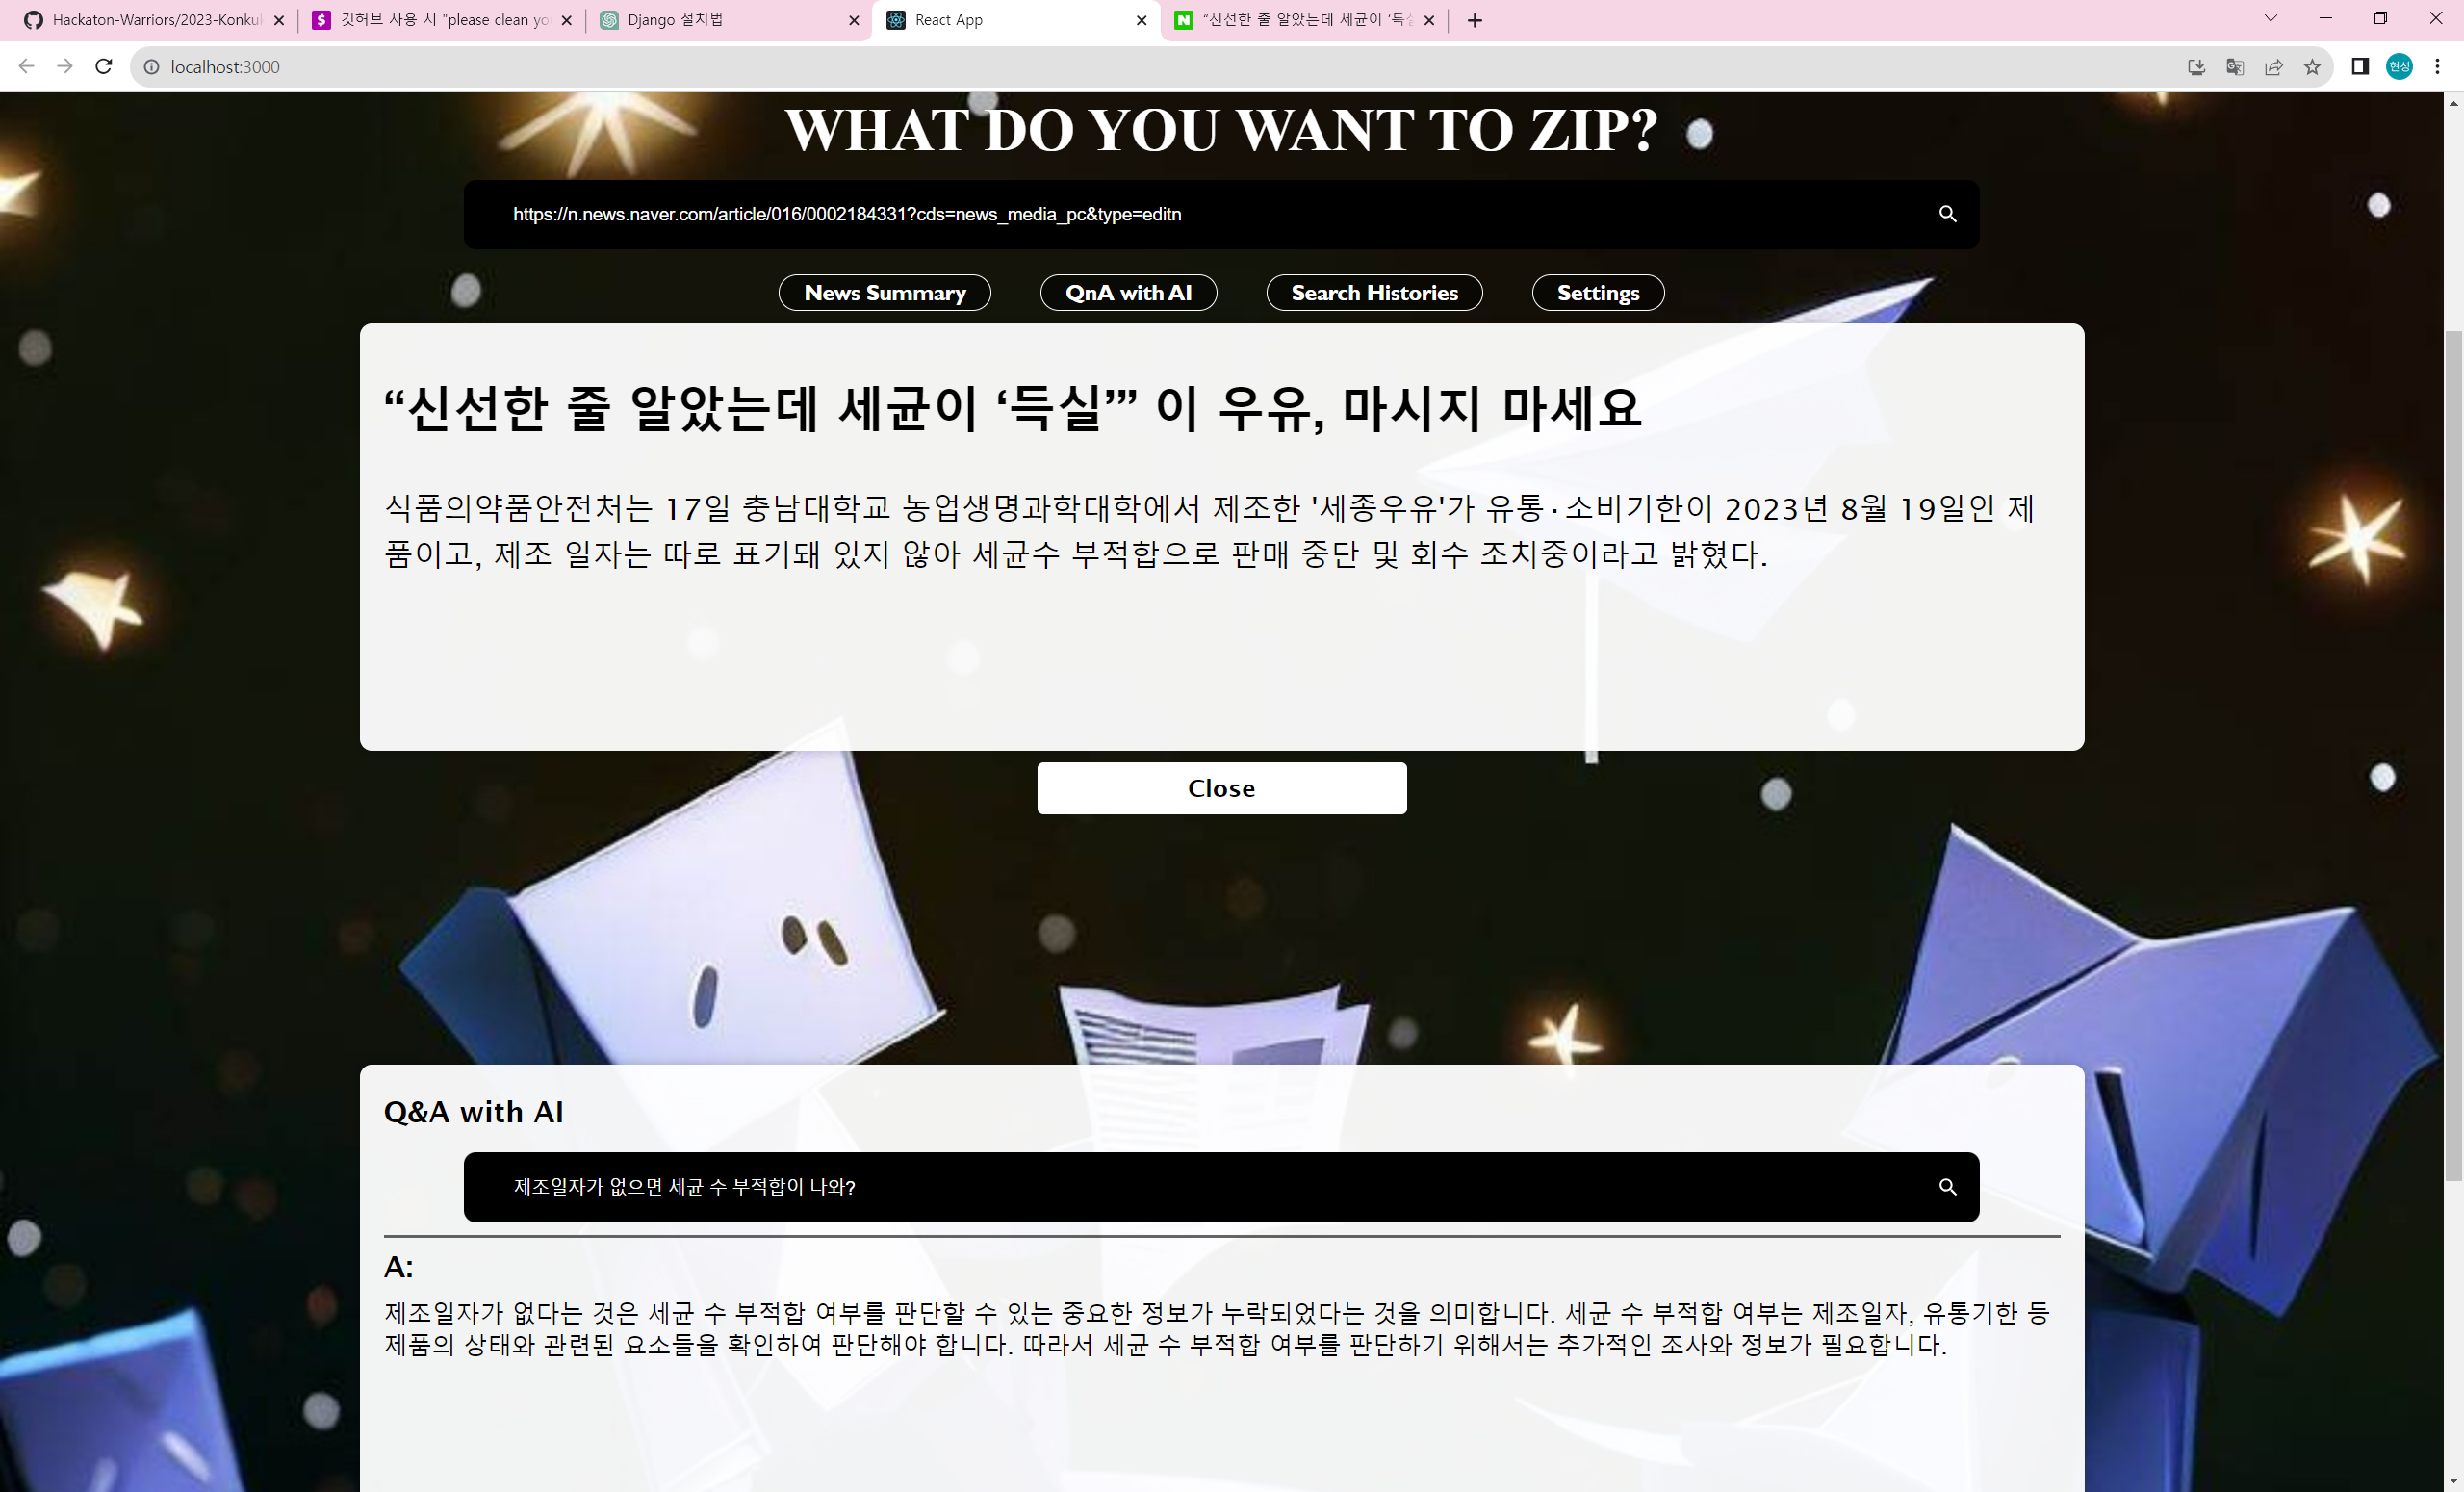 Hackaton-Warriors/2023-Konkuk
깃허브 사용 시 "please clean yo
Django 설치법
React App
“신선한 줄 알았는데 세균이 ‘득실
localhost:3000
현성
WHAT DO YOU WANT TO ZIP?
https://n.news.naver.com/article/016/0002184331?cds=news_media_pc&type=editn
News Summary
QnA with AI
Search Histories
Settings
“신선한 줄 알았는데 세균이 ‘득실’” 이 우유, 마시지 마세요
식품의약품안전처는 17일 충남대학교 농업생명과학대학에서 제조한 '세종우유'가 유통·소비기한이 2023년 8월 19일인 제
품이고, 제조 일자는 따로 표기돼 있지 않아 세균수 부적합으로 판매 중단 및 회수 조치중이라고 밝혔다.
Close
Q&A with AI
제조일자가 없으면 세균 수 부적합이 나와?
A:
제조일자가 없다는 것은 세균 수 부적합 여부를 판단할 수 있는 중요한 정보가 누락되었다는 것을 의미합니다. 세균 수 부적합 여부는 제조일자, 유통기한 등
제품의 상태와 관련된 요소들을 확인하여 판단해야 합니다. 따라서 세균 수 부적합 여부를 판단하기 위해서는 추가적인 조사와 정보가 필요합니다.